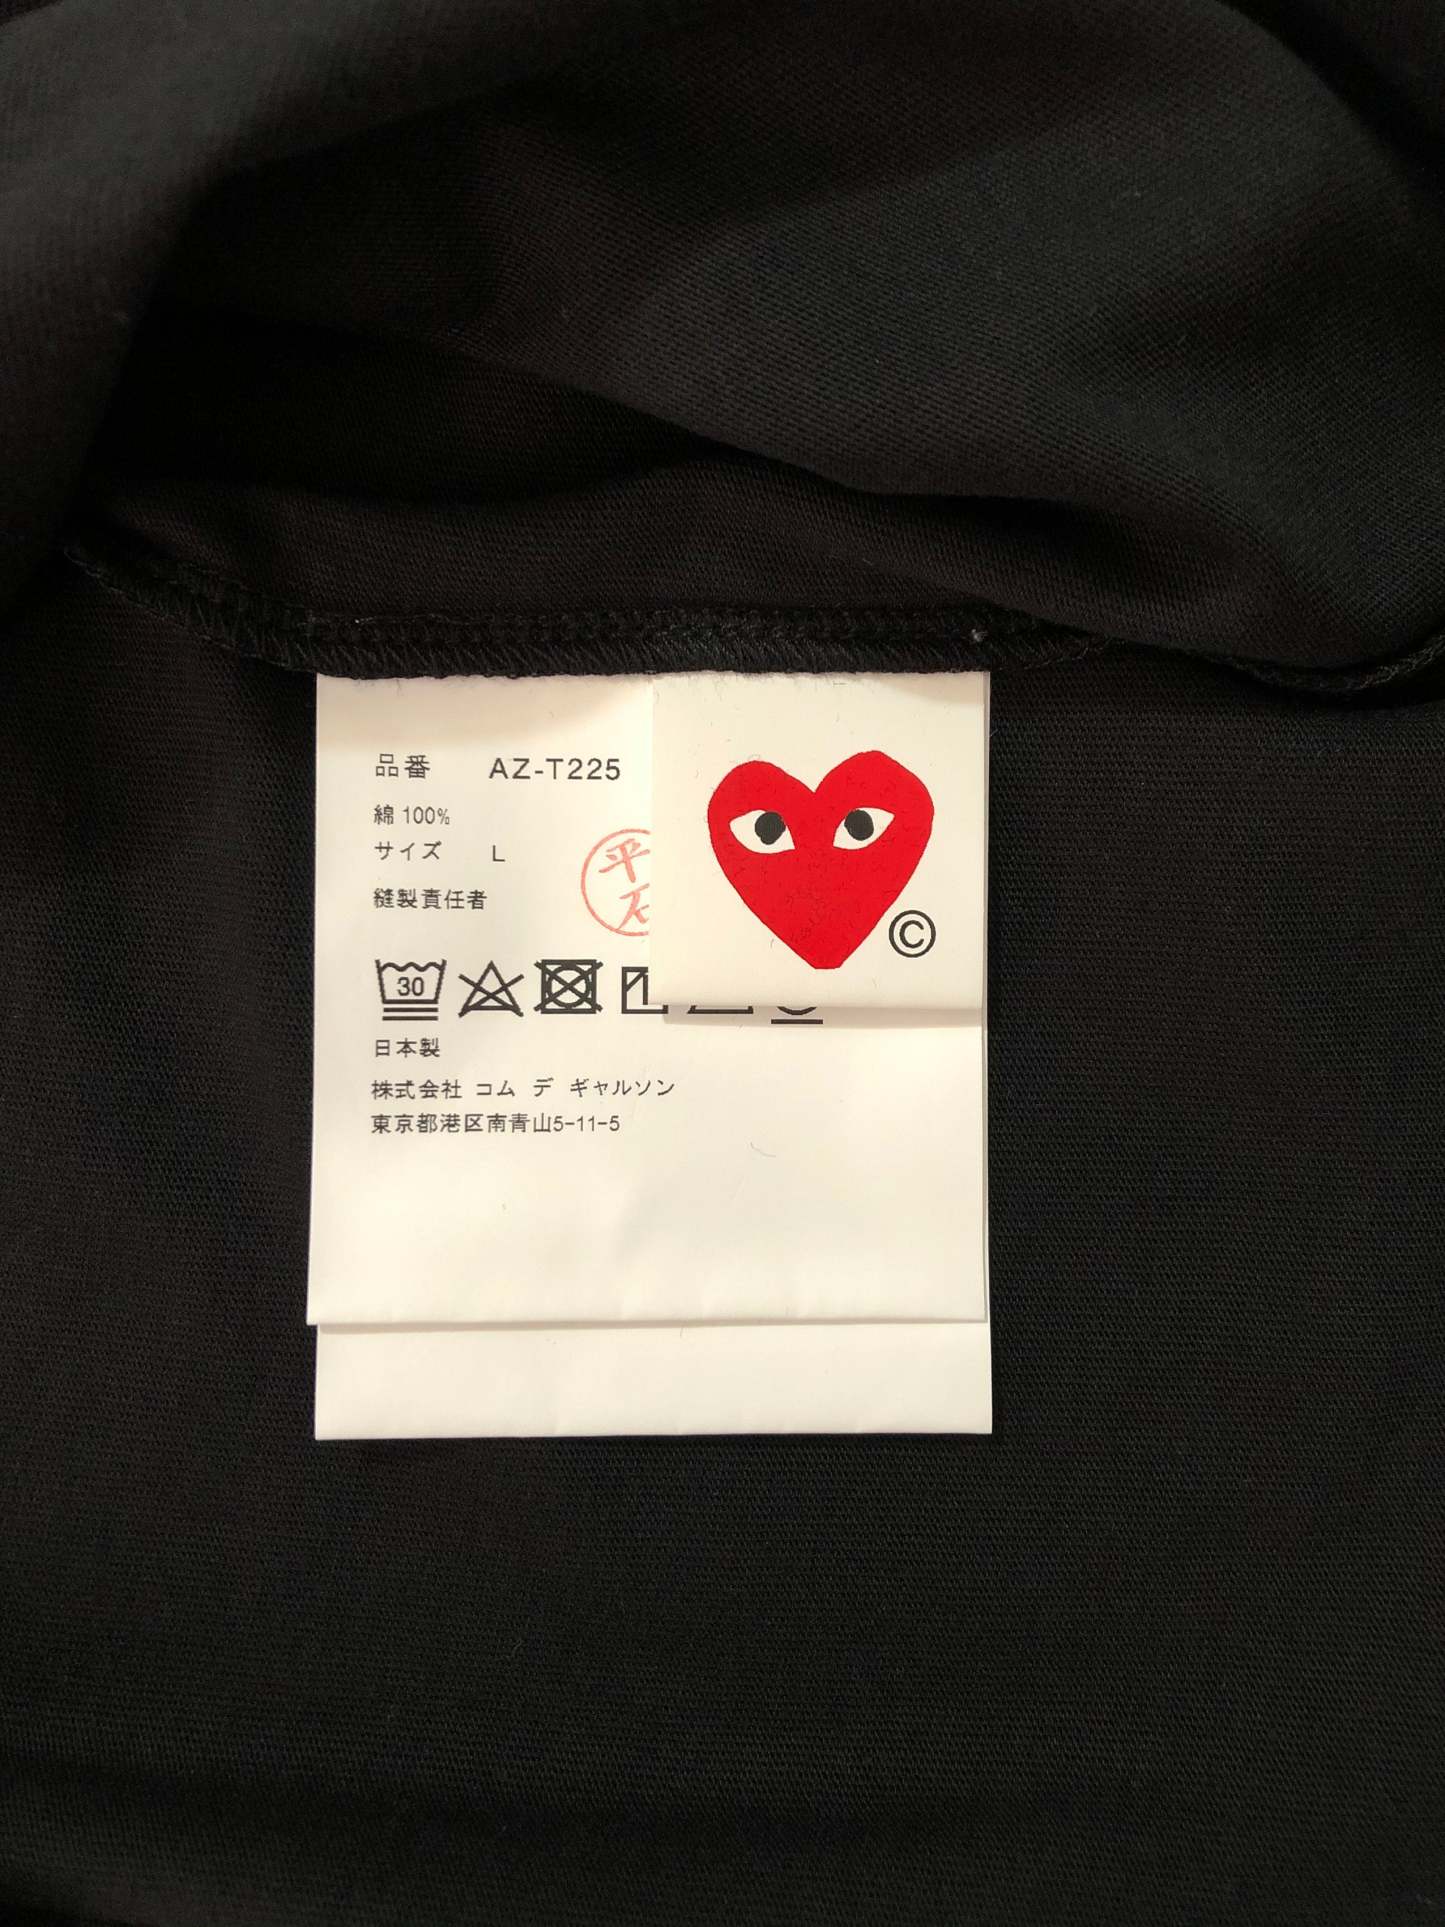 品番 AZ-T225
綿 100%
サイズ L
縫製責任者
平
30
日本製
株式会社 コム デ ギャルソン
東京都港区南青山5-11-5
©